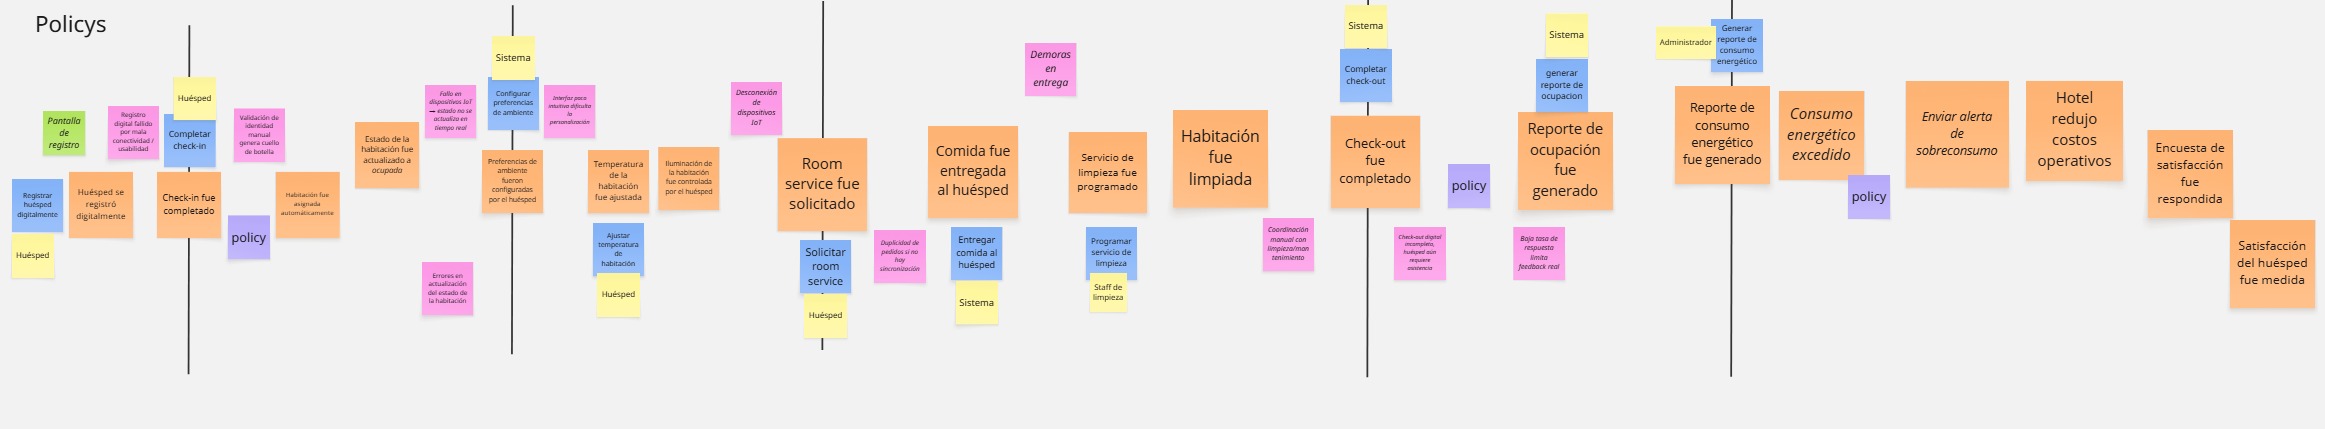 Policys
Pantalla
de
registro
Registrar
huésped
digitalmente
Huésped
Huésped se
registró
digitalmente
Registro
digital fallido
por mala
conectividad /
usabilidad
Huésped
Completar
check-in
Check-in fue
completado
policy
Validación de
identidad
manual
genera cuello
de botella
Habitación fue
asignada
automáticamente
Estado de la
habitación fue
actualizado a
ocupada
Fallo en
dispositivos IoT
→ estado no se
actualiza en
tiempo real
Errores en
actualización
del estado de
la habitación
Sistema
Configurar
preferencias
de ambiente
Preferencias de
ambiente
fueron
configuradas
por el huésped
Interfaz poco
intuitiva dificulta
la
personalización
Temperatura
de la
habitación
fue ajustada
Ajustar
temperatura
de
habitación
Huésped
Iluminación de
la habitación
fue controlada
por el huésped
Desconexión
de
dispositivos
IoT
Room
service fue
solicitado
Solicitar
room
service
Huésped
Duplicidad de
pedidos si no
hay
sincronización
Comida fue
entregada
al huésped
Entregar
comida al
huésped
Sistema
Demoras
en
entrega
Servicio de
limpieza fue
programado
Programar
servicio de
limpieza
Staff de
limpieza
Habitación
fue
limpiada
Coordinación
manual con
limpieza/man
tenimiento
Sistema
Completar
check-out
Check-out
fue
completado
Check-out digital
incompleto,
huésped aún
requiere
asistencia
policy
Sistema
generar
reporte de
ocupacion
Reporte de
ocupación
fue
generado
Baja tasa de
respuesta
limita
feedback real
Administrador
Generar
reporte de
consumo
energético
Reporte de
consumo
energético
fue generado
Consumo
energético
excedido
policy
Enviar alerta
de
sobreconsumo
Hotel
redujo
costos
operativos
Encuesta de
satisfacción
fue
respondida
Satisfacción
del huésped
fue medida